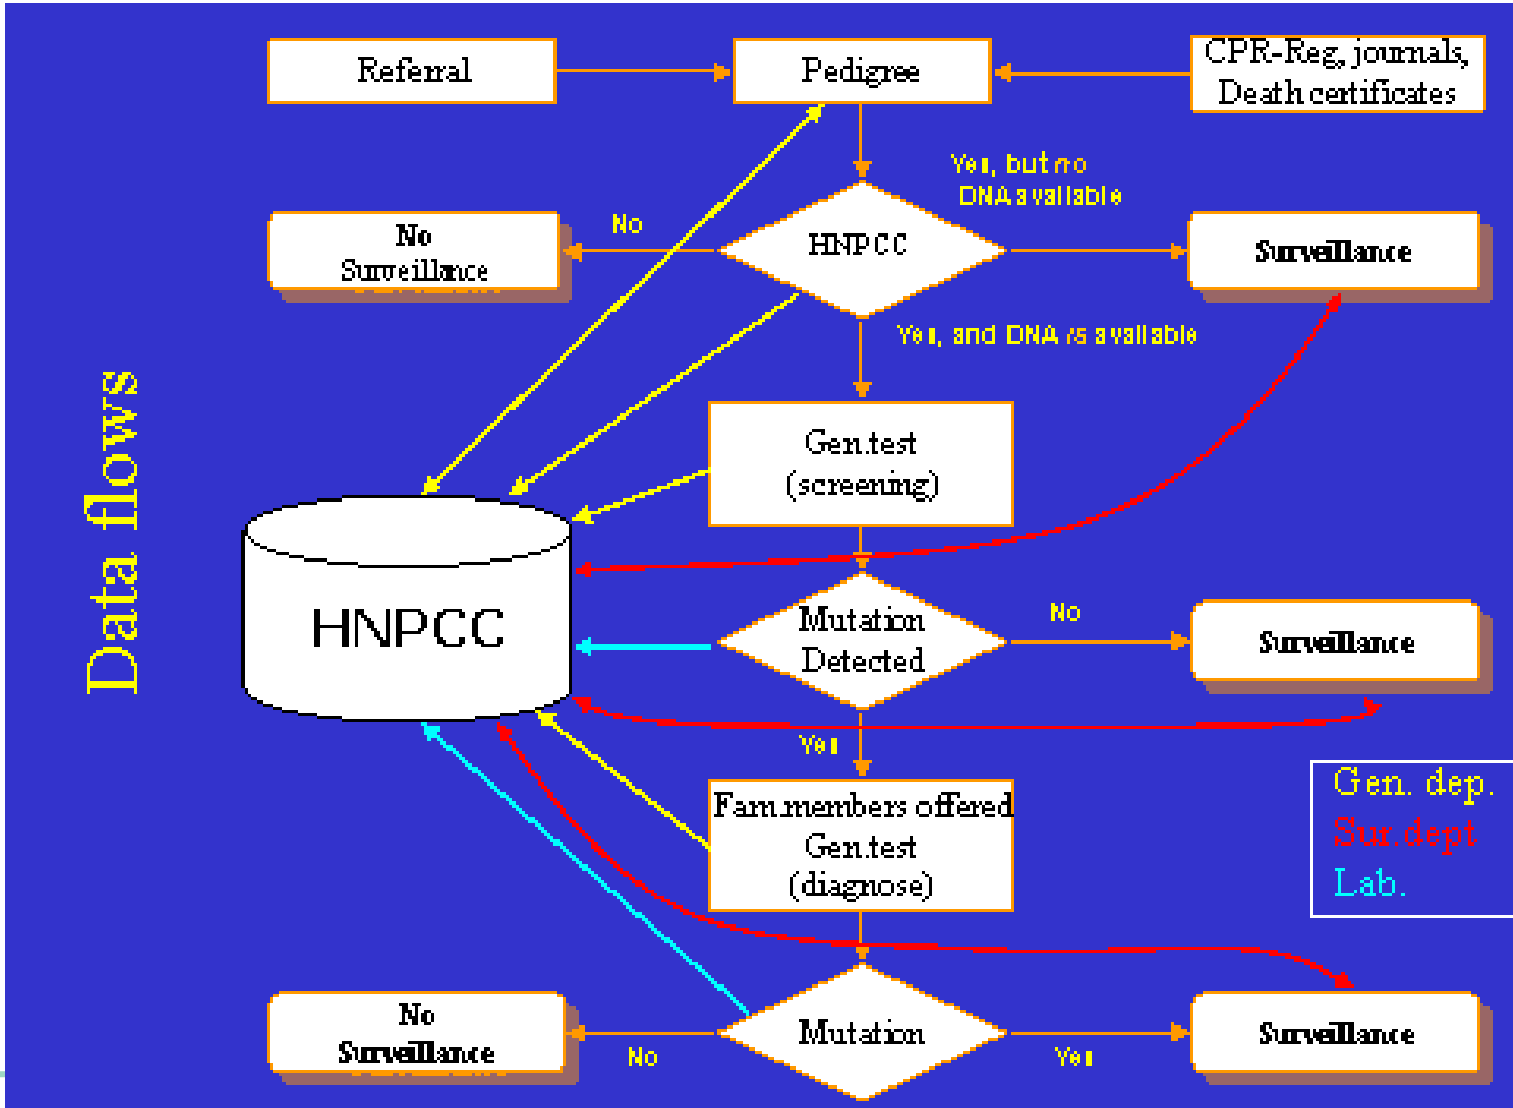 Referral
Pedigree
CPR-Reg, journals,
Death certificates
Yes, but no
DNA available
No
No
Surveillance
HNPCC
Surveillance
Yes, and DNA is available
Data flows
Gen.test
(screening)
HNPCC
Mutation
Detected
No
Surveillance
Yes
Fam.members offered
Gen.test
(diagnose)
Gen. dep.
Sur.dept
Lab.
No
Surveillance
No
Mutation
Yes
Surveillance